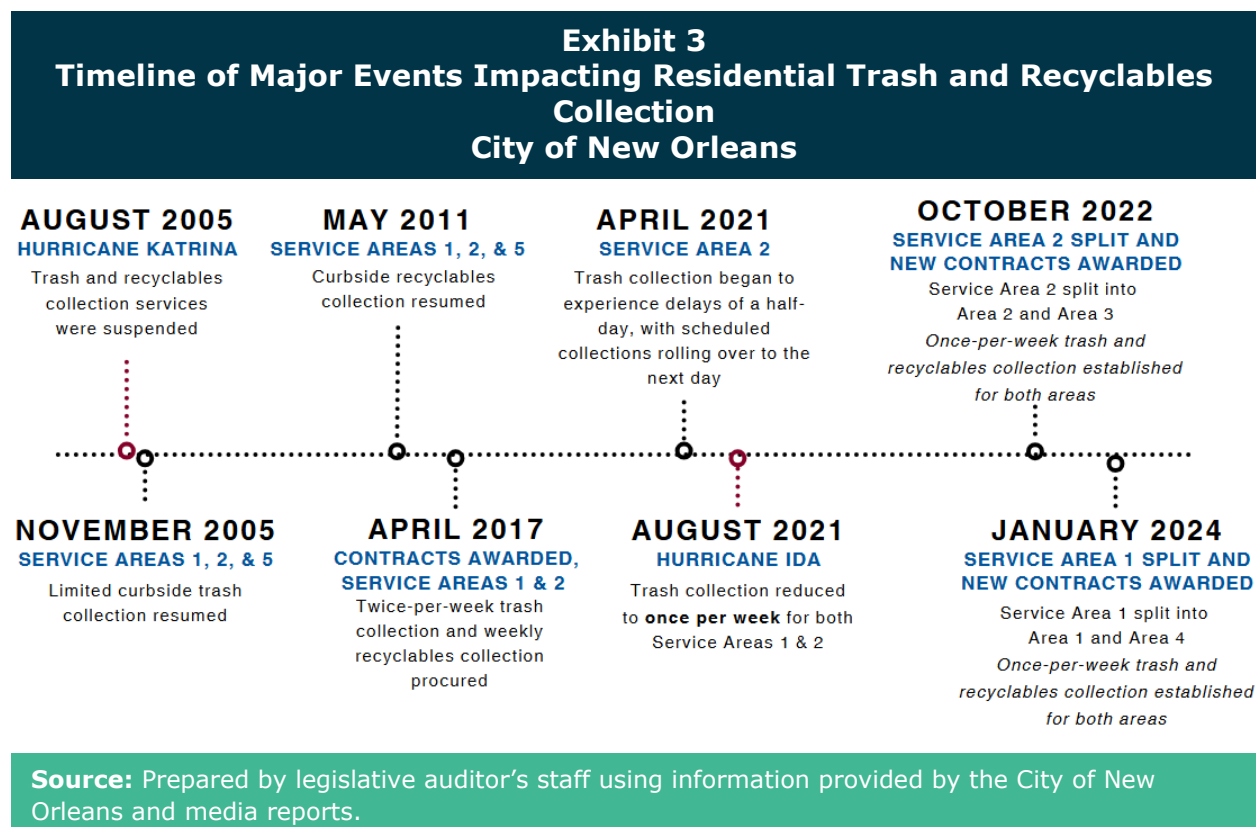 Exhibit 3
Timeline of Major Events Impacting Residential Trash and Recyclables
Collection
City of New Orleans
AUGUST 2005
HURRICANE KATRINA
Trash and recyclables
collection services
were suspended
NOVEMBER 2005
SERVICE AREAS 1, 2, & 5
Limited curbside trash
collection resumed
MAY 2011
SERVICE AREAS 1, 2, & 5
Curbside recyclables
collection resumed
APRIL 2017
CONTRACTS AWARDED,
SERVICE AREAS 1 & 2
Twice-per-week trash
collection and weekly
recyclables collection
procured
APRIL 2021
SERVICE AREA 2
Trash collection began to
experience delays of a half-
day, with scheduled
collections rolling over to the
next day
AUGUST 2021
HURRICANE IDA
Trash collection reduced
to once per week for both
Service Areas 1 & 2
OCTOBER 2022
SERVICE AREA 2 SPLIT AND
NEW CONTRACTS AWARDED
Service Area 2 split into
Area 2 and Area 3
Once-per-week trash and
recyclables collection established
for both areas
JANUARY 2024
SERVICE AREA 1 SPLIT AND
NEW CONTRACTS AWARDED
Service Area 1 split into
Area 1 and Area 4
Once-per-week trash and
recyclables collection established
for both areas
Source: Prepared by legislative auditor’s staff using information provided by the City of New
Orleans and media reports.